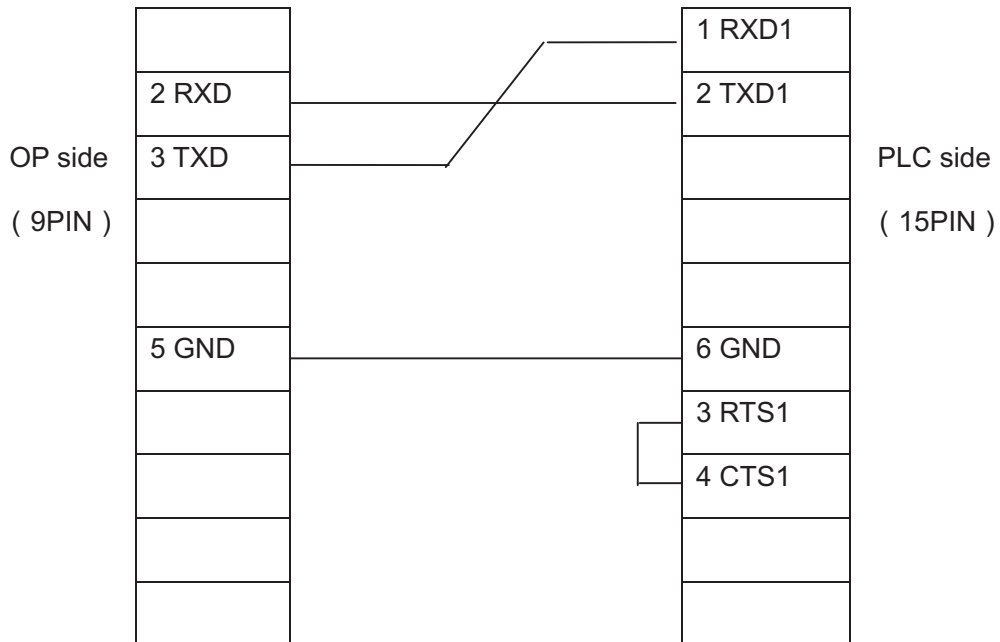 1 RXD1
2 RXD
2 TXD1
OP side
3 TXD
PLC side
( 9PIN )
( 15PIN )
5 GND
6 GND
3 RTS1
4 CTS1